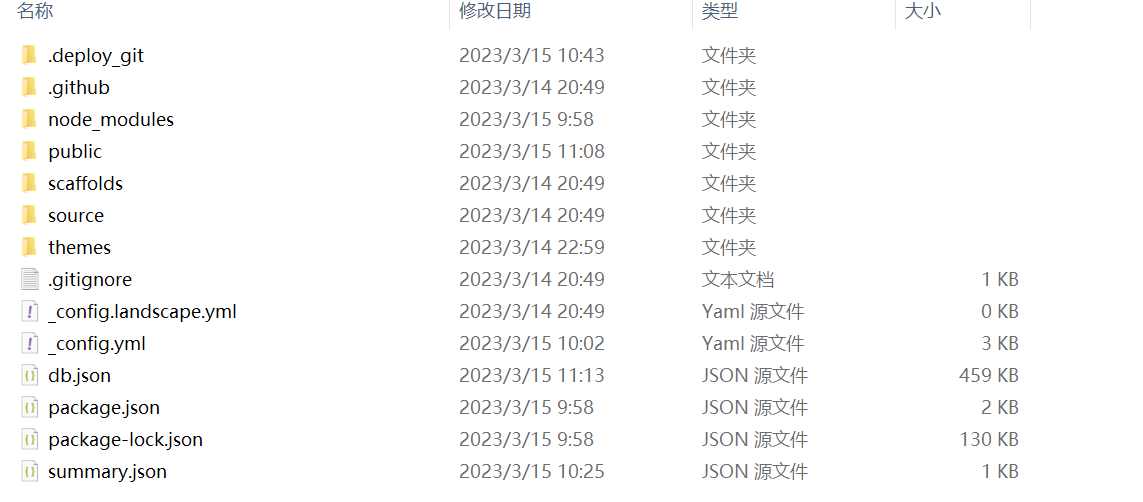 名称 修改日期 类型 大小
.deploy_git 2023/3/15 10:43 文件夹
.github 2023/3/14 20:49 文件夹
node_modules 2023/3/15 9:58 文件夹
public 2023/3/15 11:08 文件夹
scaffolds 2023/3/14 20:49 文件夹
source 2023/3/14 20:49 文件夹
themes 2023/3/14 22:59 文件夹
.gitignore 2023/3/14 20:49 文本文档 1 KB
_config.landscape.yml 2023/3/14 20:49 Yaml 源文件 0 KB
_config.yml 2023/3/15 10:02 Yaml 源文件 3 KB
db.json 2023/3/15 11:13 JSON 源文件 459 KB
package.json 2023/3/15 9:58 JSON 源文件 2 KB
package-lock.json 2023/3/15 9:58 JSON 源文件 130 KB
summary.json 2023/3/15 10:25 JSON 源文件 1 KB